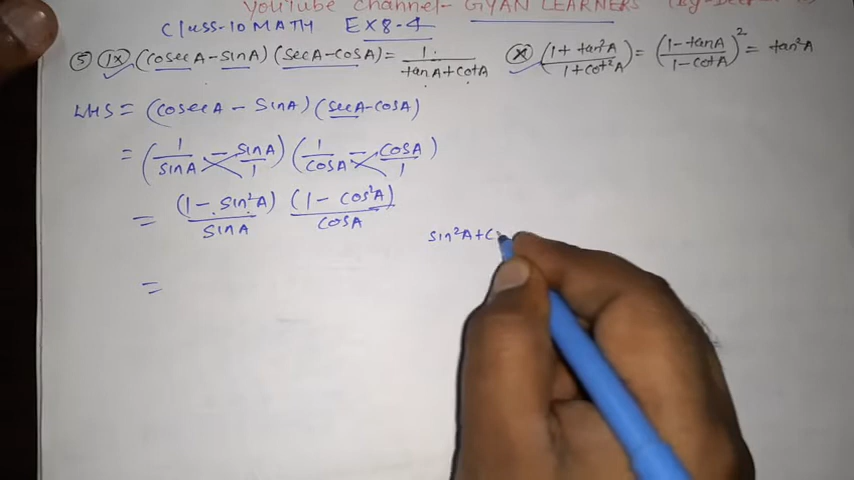 YouTube channel- GYAN LEARNERS (By-
Class-10 MATH EX8.4
⑤ ⓘⓧ (cosecA-sinA) (secA-cosA) = 1/(tanA+cotA) ⓧ (1+tan²A/1+cot²A) = (1-tanA/1-cotA)² = tan²A
LHS = (cosecA - sinA) (secA-cosA)
= (1/sinA - sinA/1) (1/cosA - cosA/1)
= (1-sin²A)/sinA (1-cos²A)/cosA
sin²A+c
=